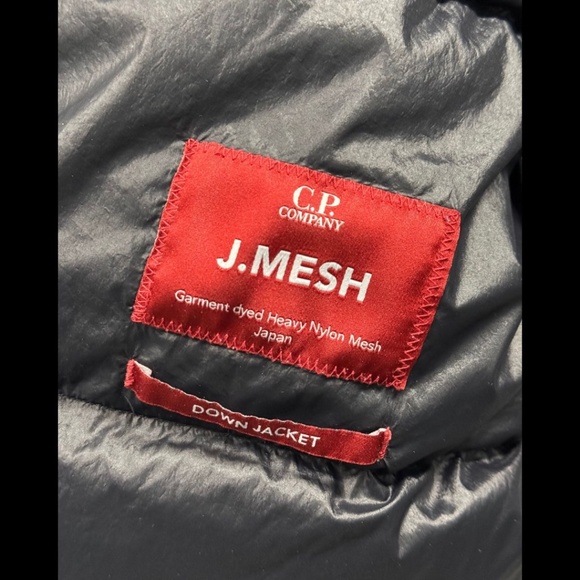 C.P.
COMPANY
J.MESH
Garment dyed Heavy Nylon Mesh
Japan
DOWN JACKET